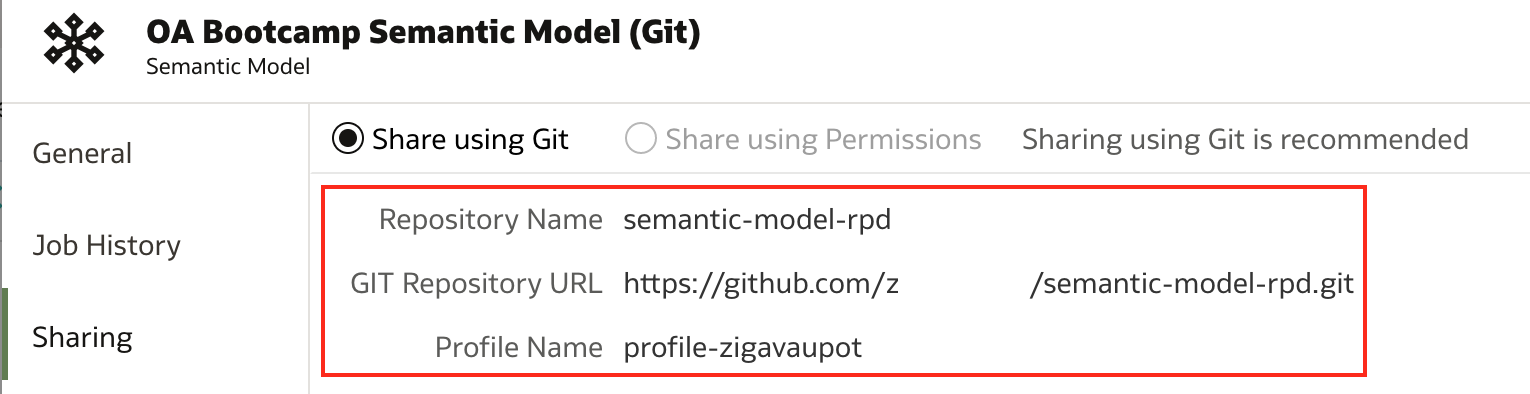 OA Bootcamp Semantic Model (Git)
Semantic Model
General
Job History
Sharing
Share using Git Share using Permissions Sharing using Git is recommended
Repository Name semantic-model-rpd
GIT Repository URL https://github.com/z /semantic-model-rpd.git
Profile Name profile-zigavaupot